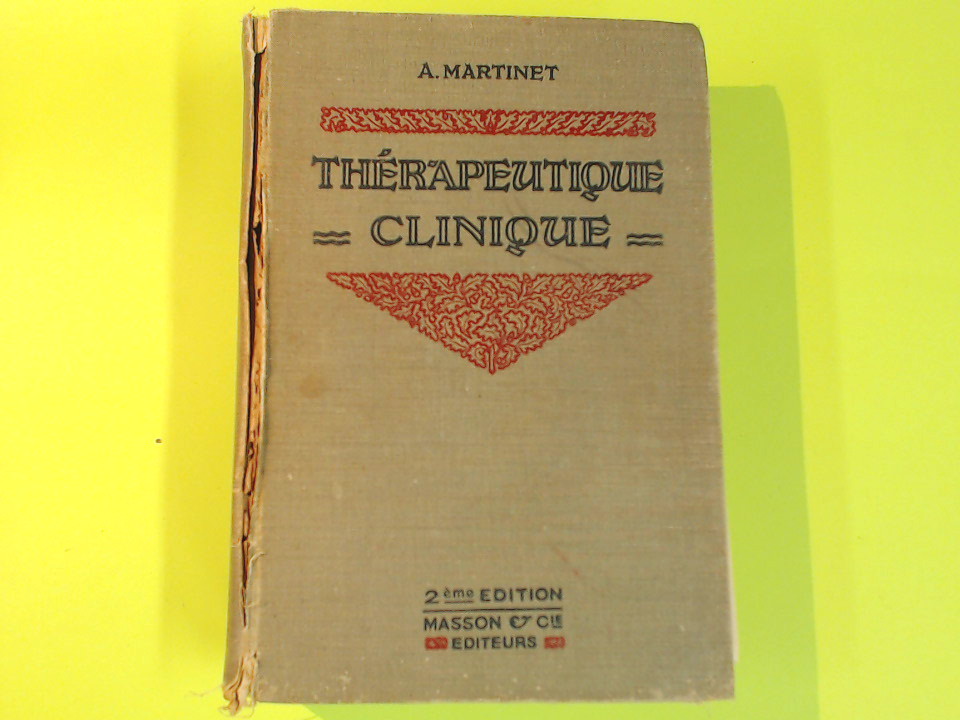 A. MARTINET
THÉRAPEUTIQUE
CLINIQUE
2ème EDITION
MASSON & CIE
EDITEURS